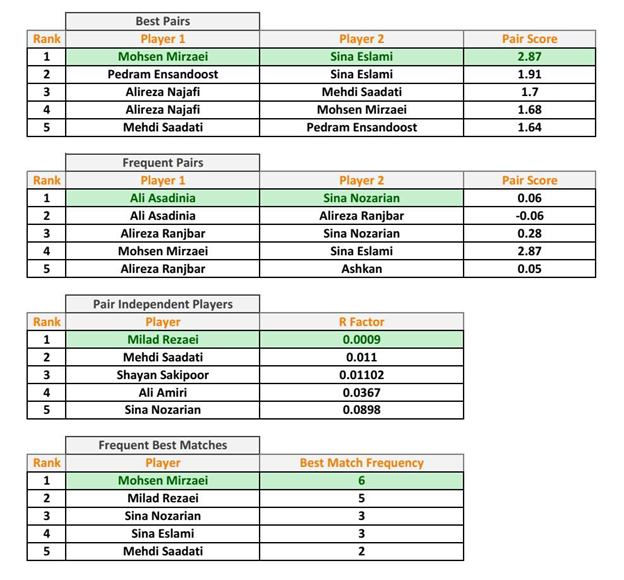 Best Pairs
Rank Player 1 Player 2 Pair Score
1 Mohsen Mirzaei Sina Eslami 2.87
2 Pedram Ensandoost Sina Eslami 1.91
3 Alireza Najafi Mehdi Saadati 1.7
4 Alireza Najafi Mohsen Mirzaei 1.68
5 Mehdi Saadati Pedram Ensandoost 1.64
Frequent Pairs
Rank Player 1 Player 2 Pair Score
1 Ali Asadinia Sina Nozarian 0.06
2 Ali Asadinia Alireza Ranjbar -0.06
3 Alireza Ranjbar Sina Nozarian 0.28
4 Mohsen Mirzaei Sina Eslami 2.87
5 Alireza Ranjbar Ashkan 0.05
Pair Independent Players
Rank Player R Factor
1 Milad Rezaei 0.0009
2 Mehdi Saadati 0.011
3 Shayan Sakipoor 0.01102
4 Ali Amiri 0.0367
5 Sina Nozarian 0.0898
Frequent Best Matches
Rank Player Best Match Frequency
1 Mohsen Mirzaei 6
2 Milad Rezaei 5
3 Sina Nozarian 3
4 Sina Eslami 3
5 Mehdi Saadati 2